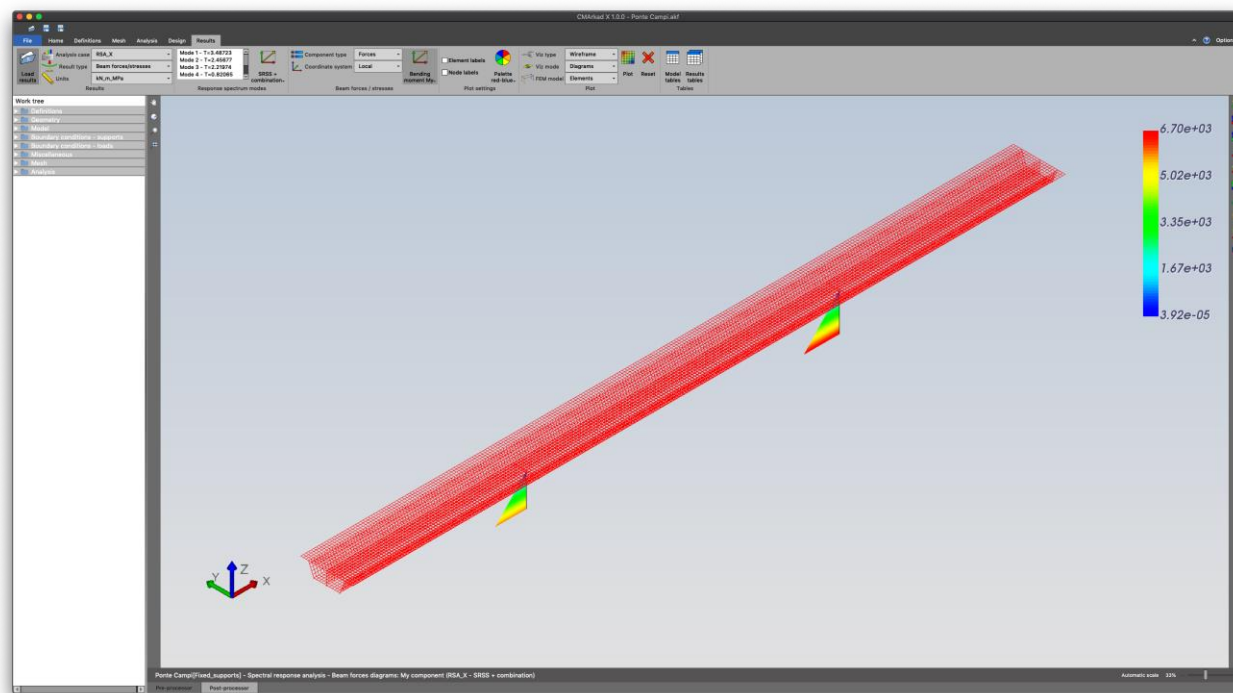 CMArkad X 1.0.0 - Ponte Campi.akf
File Home Definitions Mesh Analysis Design Results
Option
Load results
Analysis case RSA_X
Result type Beam forces/stresses
Units kN_m_MPa
Results
Mode 1 - T=3.48723
Mode 2 - T=2.45677
Mode 3 - T=2.21974
Mode 4 - T=0.82065
SRSS + combination
Response spectrum modes
Component type Forces
Coordinate system Local
Bending moment My
Beam forces / stresses
Element labels
Node labels
Palette red-blue
Plot settings
Viz type Wireframe
Viz mode Diagrams
FEM model Elements
Plot Reset
Plot
Model tables
Results tables
Tables
Work tree
Definitions
Geometry
Model
Boundary conditions - supports
Boundary conditions - loads
Miscellaneous
Mesh
Analysis
6.70e+03
5.02e+03
3.35e+03
1.67e+03
3.92e-05
Y Z X
Ponte Campi[Fixed_supports] - Spectral response analysis - Beam forces diagrams: My component (RSA_X - SRSS + combination)
Automatic scale 33%
Pre-processor Post-processor